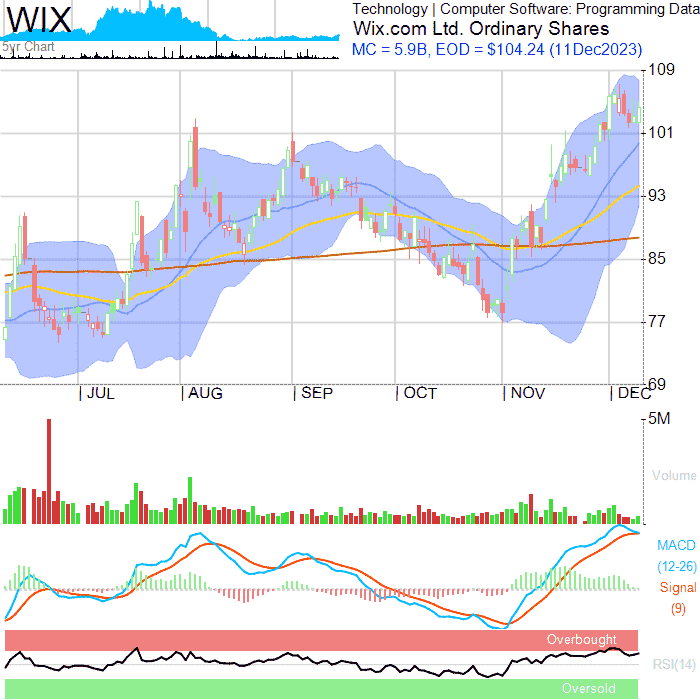 WIX
5yr Chart
Technology | Computer Software: Programming Data
Wix.com Ltd. Ordinary Shares
MC = 5.9B, EOD = $104.24 (11Dec2023)
109
101
93
85
77
69
JUL AUG SEP OCT NOV DEC
5M
Volume
MACD
(12-26)
Signal
(9)
Overbought
RSI(14)
Oversold